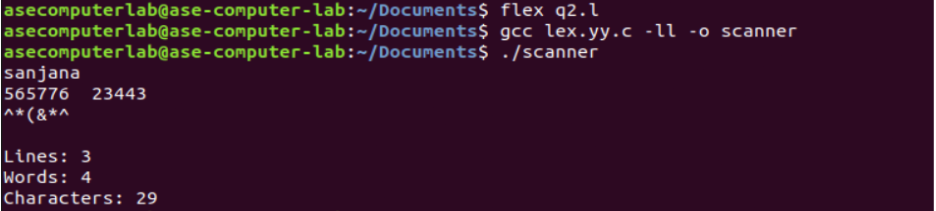 asecomputerlab@ase-computer-lab:~/Documents$ flex q2.l
asecomputerlab@ase-computer-lab:~/Documents$ gcc lex.yy.c -ll -o scanner
asecomputerlab@ase-computer-lab:~/Documents$ ./scanner
sanjana
565776  23443
^*(&*^

Lines: 3
Words: 4
Characters: 29